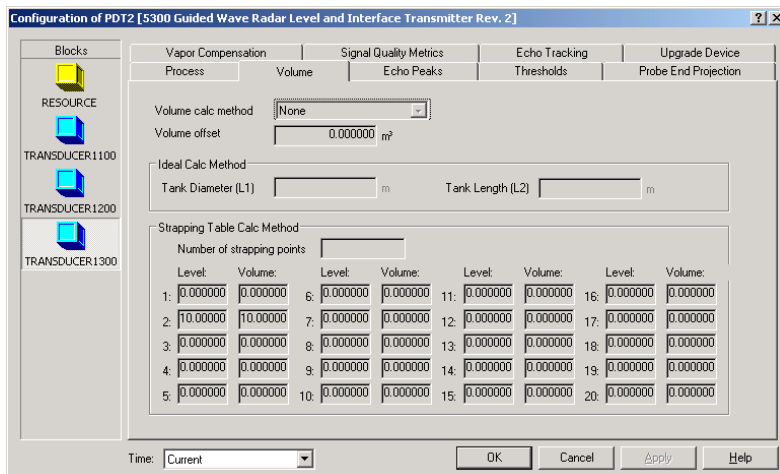 Configuration of PDT2 [5300 Guided Wave Radar Level and Interface Transmitter Rev. 2]
Blocks
RESOURCE
TRANSDUCER1100
TRANSDUCER1200
TRANSDUCER1300
Vapor Compensation Signal Quality Metrics Echo Tracking Upgrade Device
Process Volume Echo Peaks Thresholds Probe End Projection
Volume calc method None
Volume offset 0.000000 m³
Ideal Calc Method
Tank Diameter (L1) m Tank Length (L2) m
Strapping Table Calc Method
Number of strapping points
Level: Volume: Level: Volume: Level: Volume: Level: Volume:
1: 0.000000 0.000000 6: 0.000000 0.000000 11: 0.000000 0.000000 16: 0.000000 0.000000
2: 10.00000 10.00000 7: 0.000000 0.000000 12: 0.000000 0.000000 17: 0.000000 0.000000
3: 0.000000 0.000000 8: 0.000000 0.000000 13: 0.000000 0.000000 18: 0.000000 0.000000
4: 0.000000 0.000000 9: 0.000000 0.000000 14: 0.000000 0.000000 19: 0.000000 0.000000
5: 0.000000 0.000000 10: 0.000000 0.000000 15: 0.000000 0.000000 20: 0.000000 0.000000
Time: Current OK Cancel Apply Help